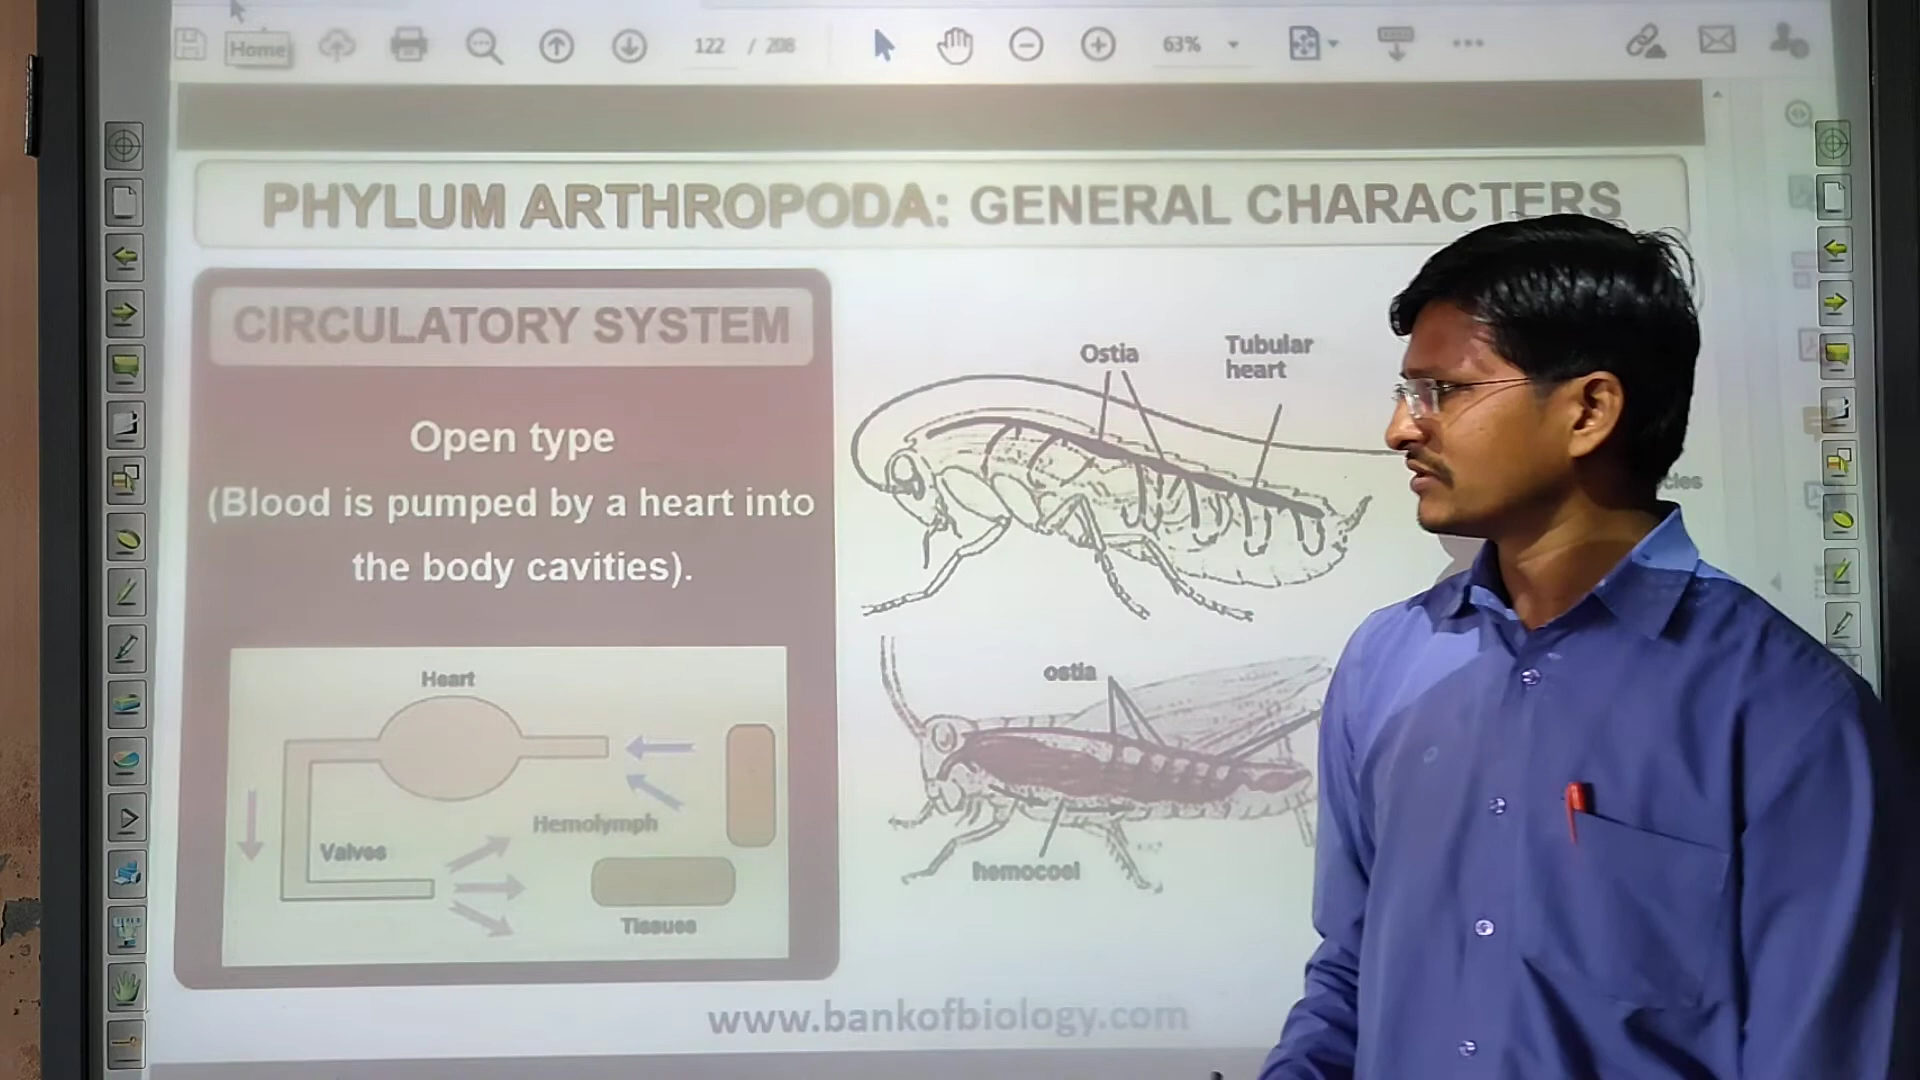 Home
122 / 208
63%
PHYLUM ARTHROPODA: GENERAL CHARACTERS
CIRCULATORY SYSTEM
Open type
(Blood is pumped by a heart into
the body cavities).
Heart
Valves
Hemolymph
Tissues
Ostia
Tubular
heart
ostia
hemocoel
www.bankofbiology.com